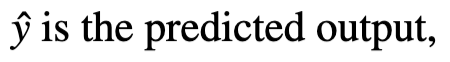 ŷ is the predicted output,